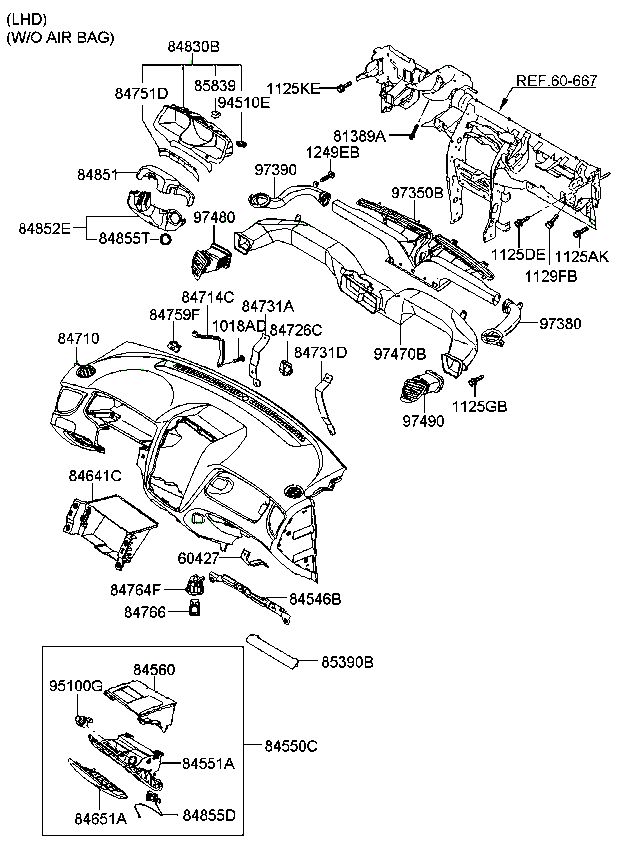 (LHD)
(W/O AIR BAG)
84830B
85839
84751D
94510E
1125KE
REF.60-667
81389A
1249EB
97390
84851
97350B
84852E
97480
84855T
1125DE
1125AK
1129FB
84714C
84731A
84759F
1018AD
84726C
97380
84710
84731D
97470B
1125GB
97490
84641C
60427
84764F
84546B
84766
85390B
84560
95100G
84550C
84551A
84651A
84855D